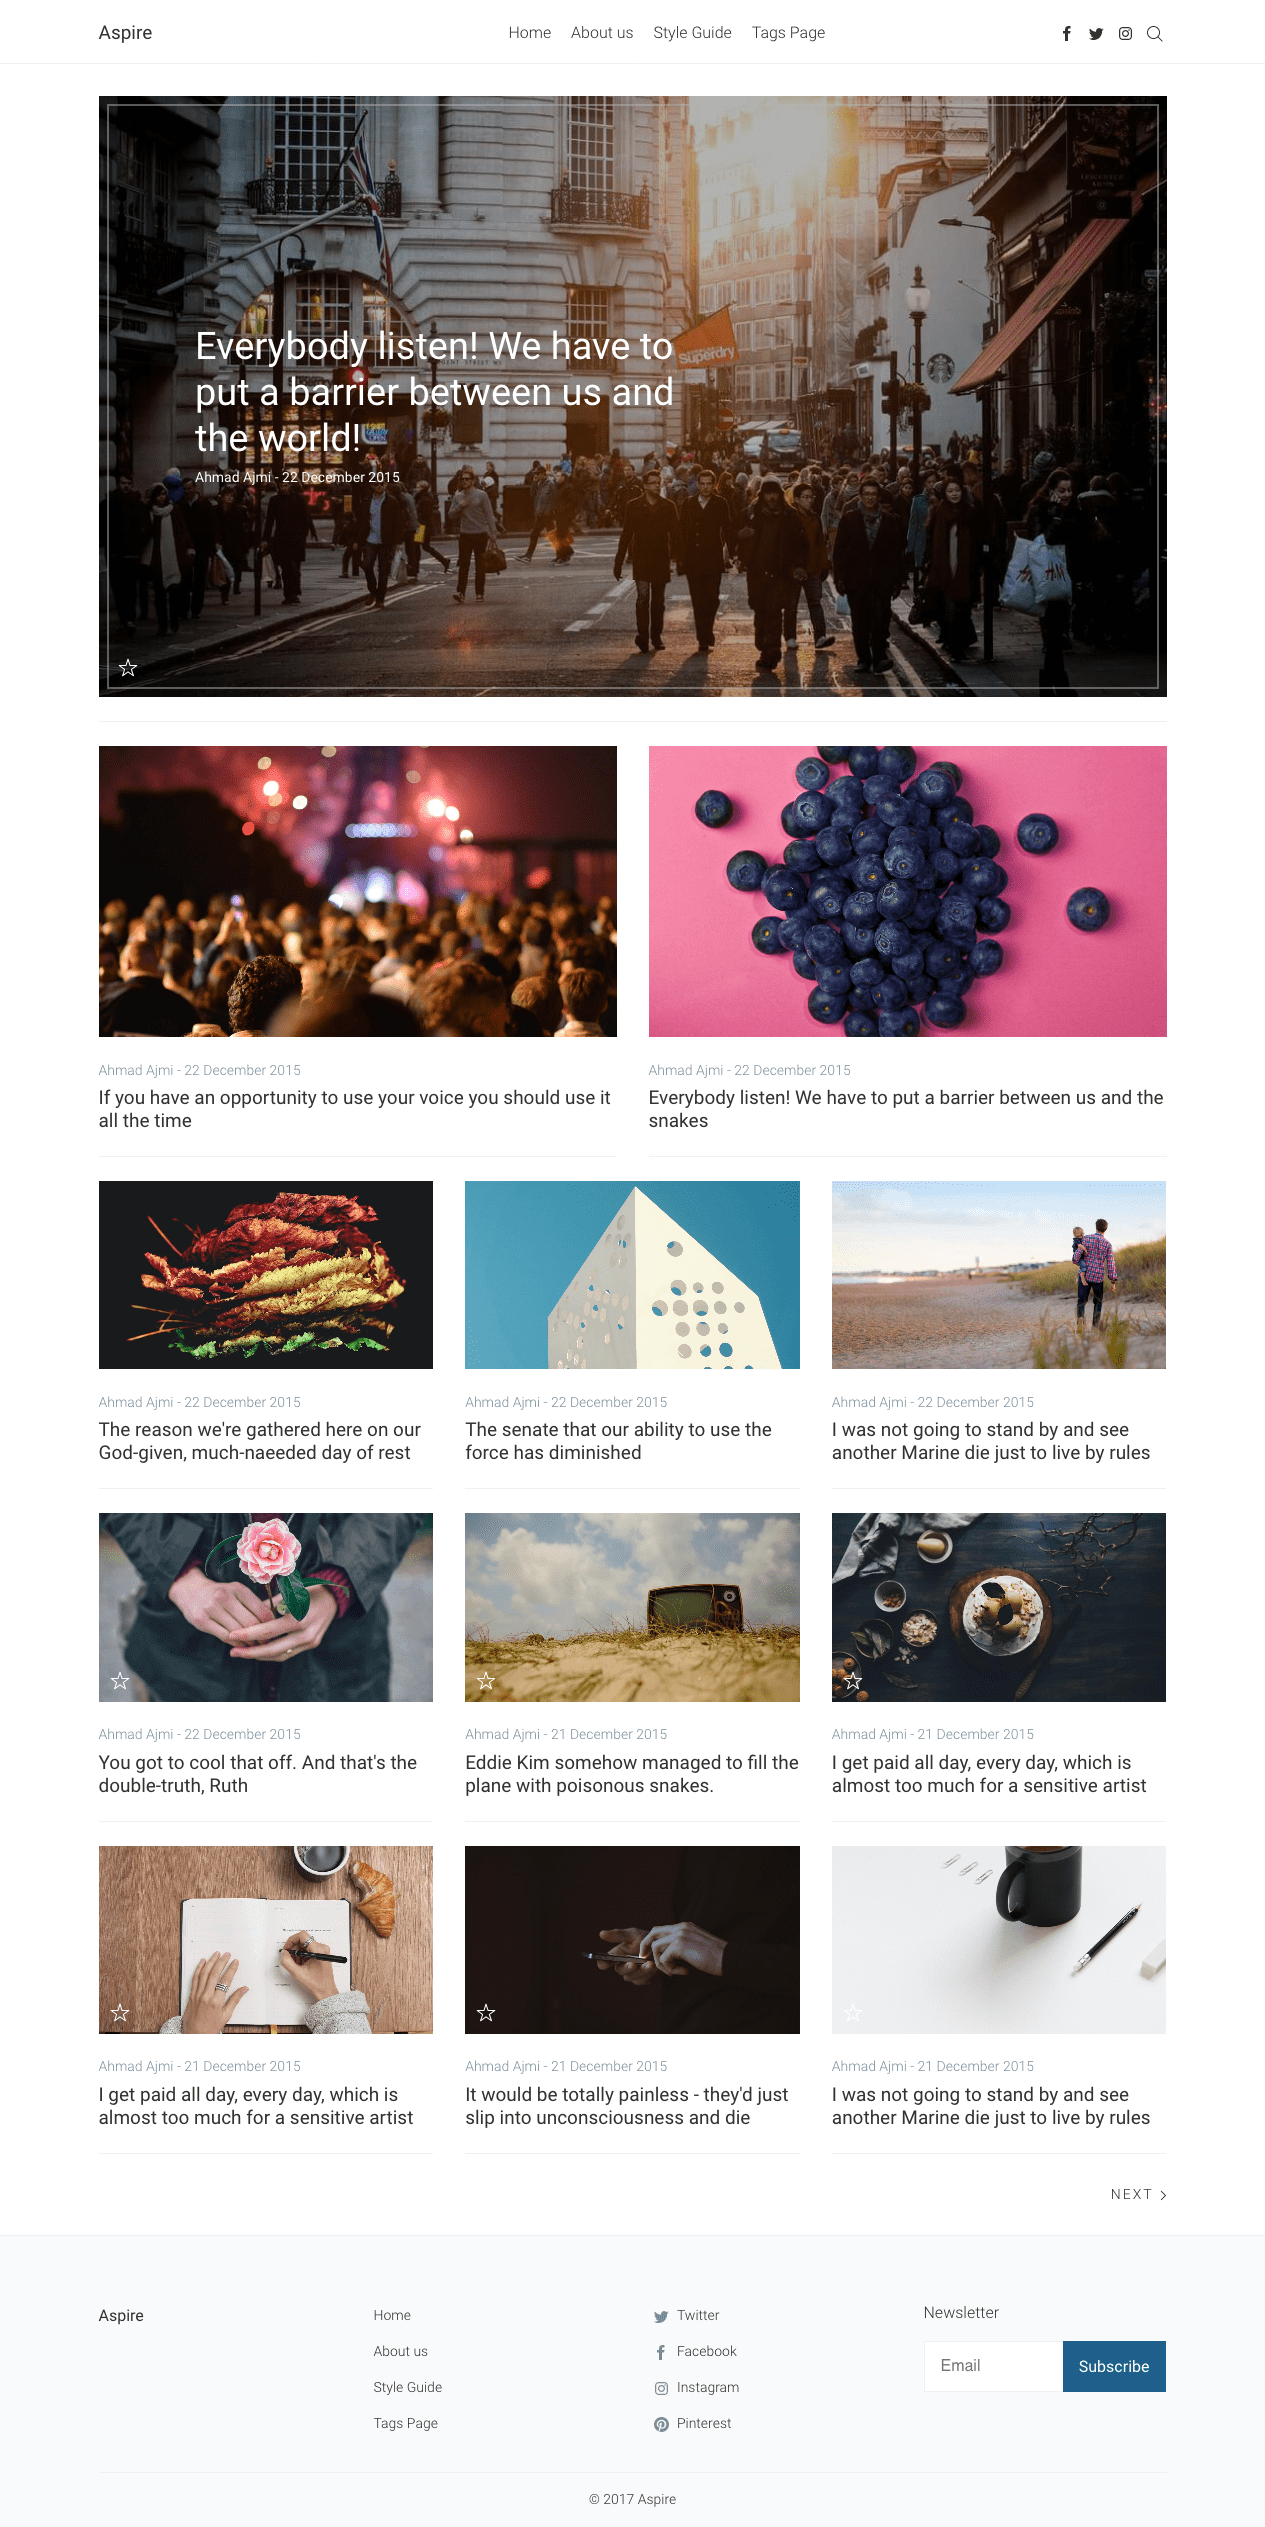 Aspire
Home About us Style Guide Tags Page
Superdry
Everybody listen! We have to
put a barrier between us and
the world!
Ahmad Ajmi - 22 December 2015
H&M
Ahmad Ajmi - 22 December 2015
If you have an opportunity to use your voice you should use it
all the time
Ahmad Ajmi - 22 December 2015
Everybody listen! We have to put a barrier between us and the
snakes
Ahmad Ajmi - 22 December 2015
The reason we're gathered here on our
God-given, much-naeeded day of rest
Ahmad Ajmi - 22 December 2015
The senate that our ability to use the
force has diminished
Ahmad Ajmi - 22 December 2015
I was not going to stand by and see
another Marine die just to live by rules
Ahmad Ajmi - 22 December 2015
You got to cool that off. And that's the
double-truth, Ruth
Ahmad Ajmi - 21 December 2015
Eddie Kim somehow managed to fill the
plane with poisonous snakes.
Ahmad Ajmi - 21 December 2015
I get paid all day, every day, which is
almost too much for a sensitive artist
Ahmad Ajmi - 21 December 2015
I get paid all day, every day, which is
almost too much for a sensitive artist
Ahmad Ajmi - 21 December 2015
It would be totally painless - they'd just
slip into unconsciousness and die
Ahmad Ajmi - 21 December 2015
I was not going to stand by and see
another Marine die just to live by rules
NEXT
Aspire
Home
About us
Style Guide
Tags Page
Twitter
Facebook
Instagram
Pinterest
Newsletter
Email
Subscribe
© 2017 Aspire